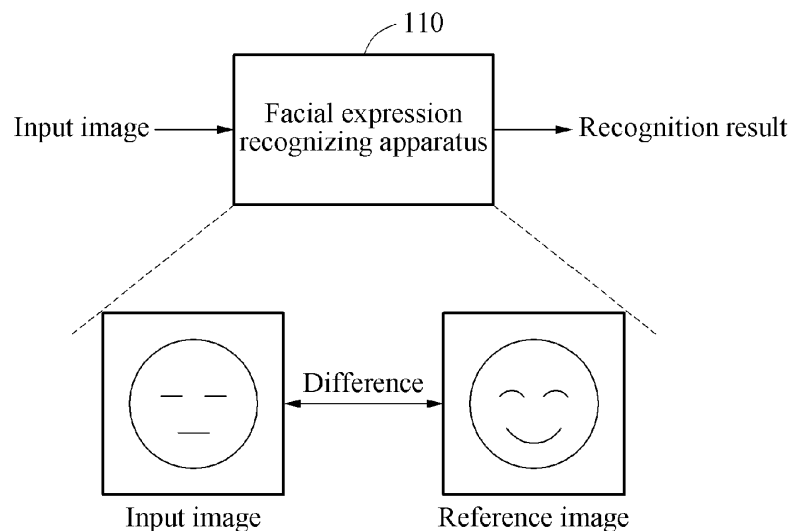 110
Input image
Facial expression
recognizing apparatus
Recognition result
Difference
Input image
Reference image